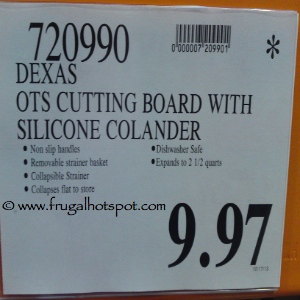 720990
0000007209901
*
DEXAS
OTS CUTTING BOARD WITH
SILICONE COLANDER
• Non slip handles
• Removable strainer basket
• Collapsible Strainer
• Collapses flat to store
• Dishwasher Safe
• Expands to 2 1/2 quarts
© www.frugalhotspot.com
9.97